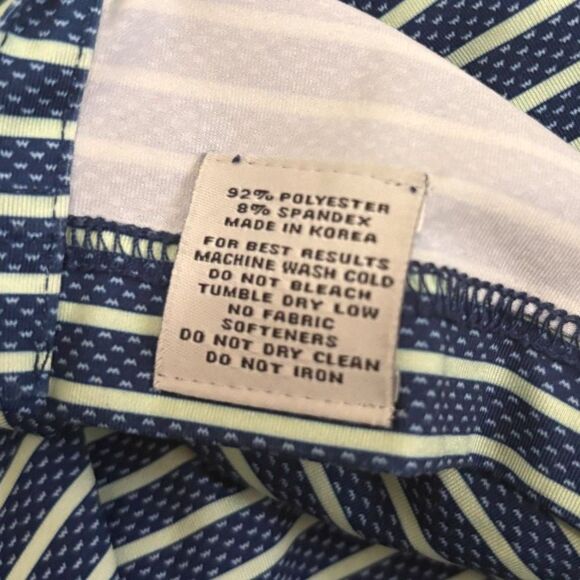 92% POLYESTER
8% SPANDEX
MADE IN KOREA
FOR BEST RESULTS
MACHINE WASH COLD
DO NOT BLEACH
TUMBLE DRY LOW
NO FABRIC
SOFTENERS
DO NOT DRY CLEAN
DO NOT IRON